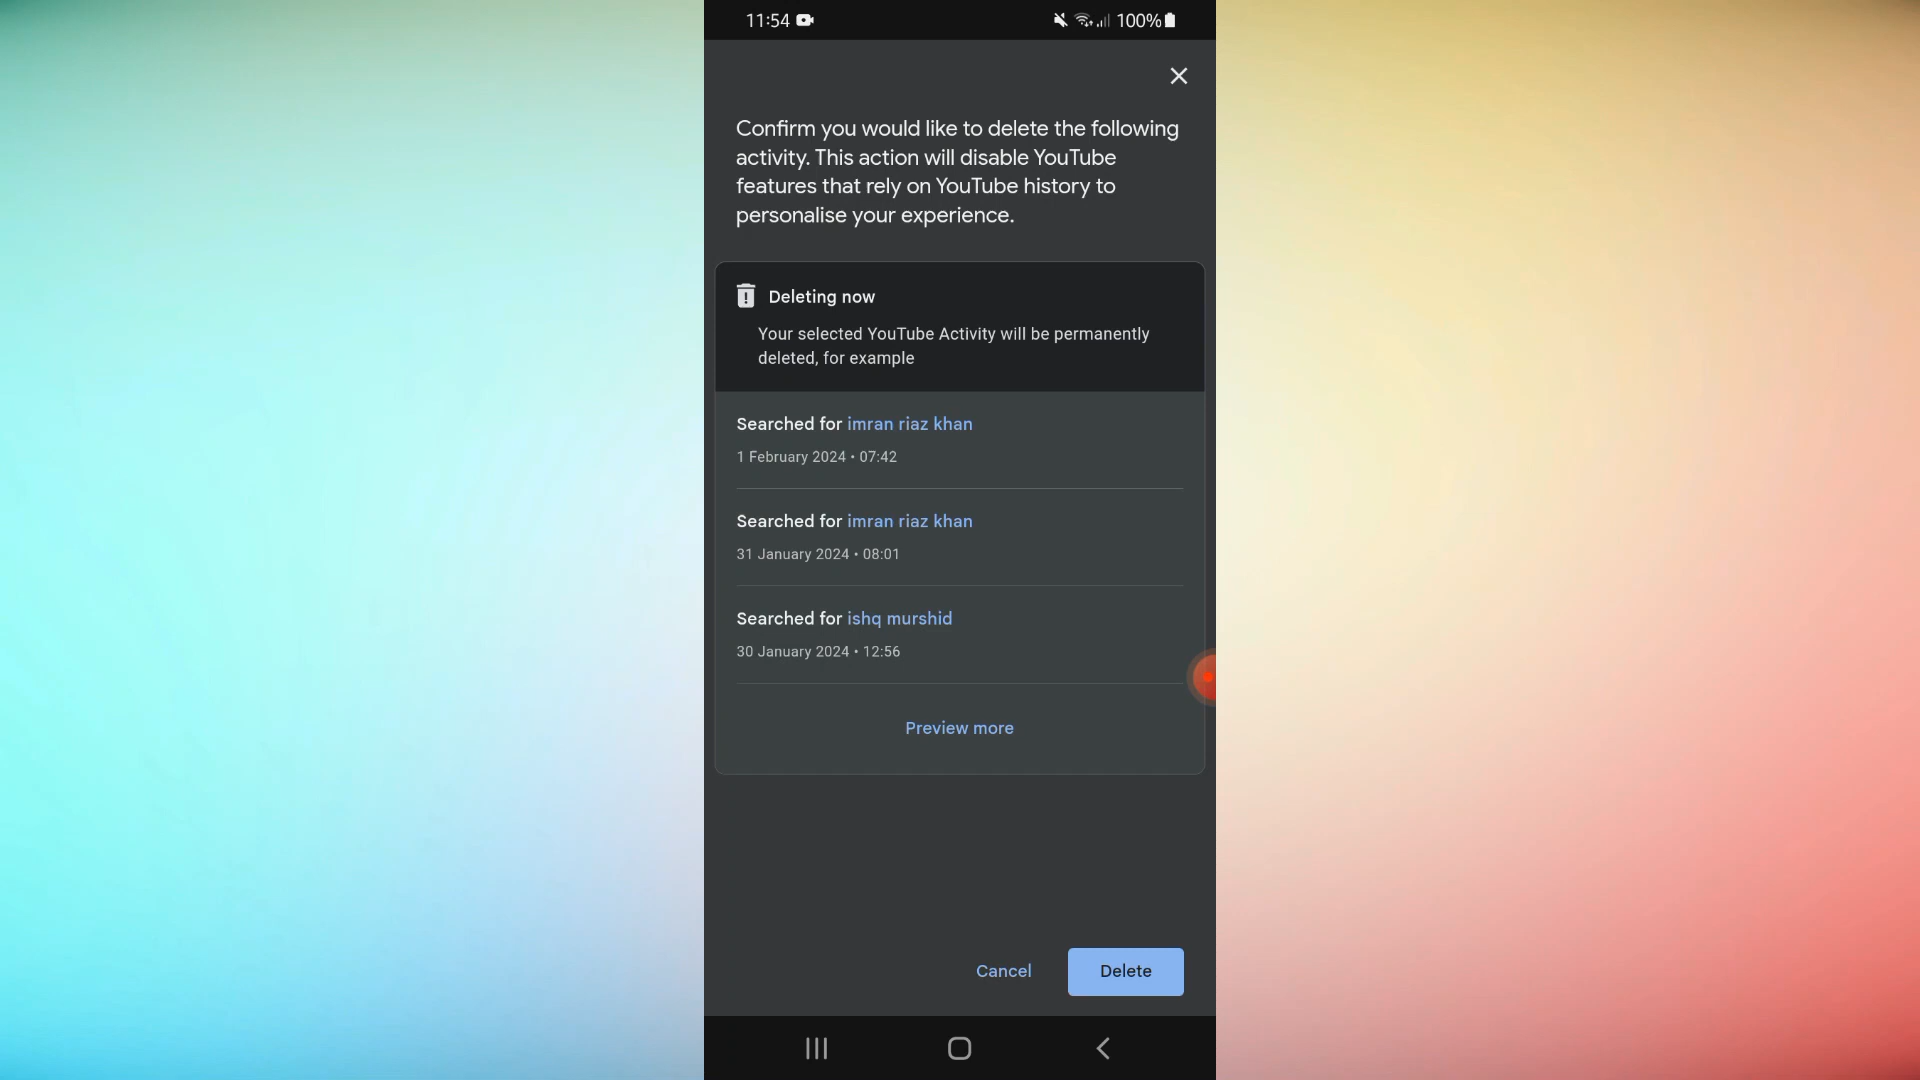 11:54
100%
Confirm you would like to delete the following
activity. This action will disable YouTube
features that rely on YouTube history to
personalise your experience.
Deleting now
Your selected YouTube Activity will be permanently
deleted, for example
Searched for imran riaz khan
1 February 2024 • 07:42
Searched for imran riaz khan
31 January 2024 • 08:01
Searched for ishq murshid
30 January 2024 • 12:56
Preview more
Cancel
Delete